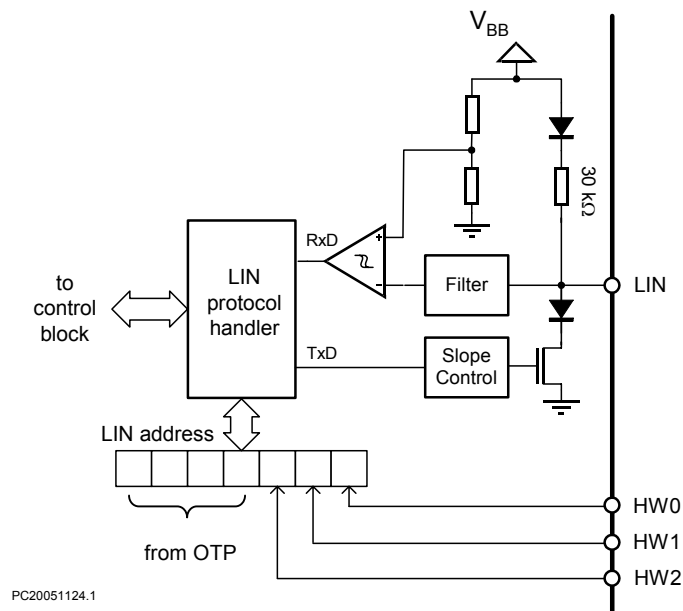 V_BB
30 kΩ
RxD
+
−
LIN
protocol
handler
Filter
LIN
to
control
block
TxD
Slope
Control
LIN address
HW0
from OTP
HW1
HW2
PC20051124.1